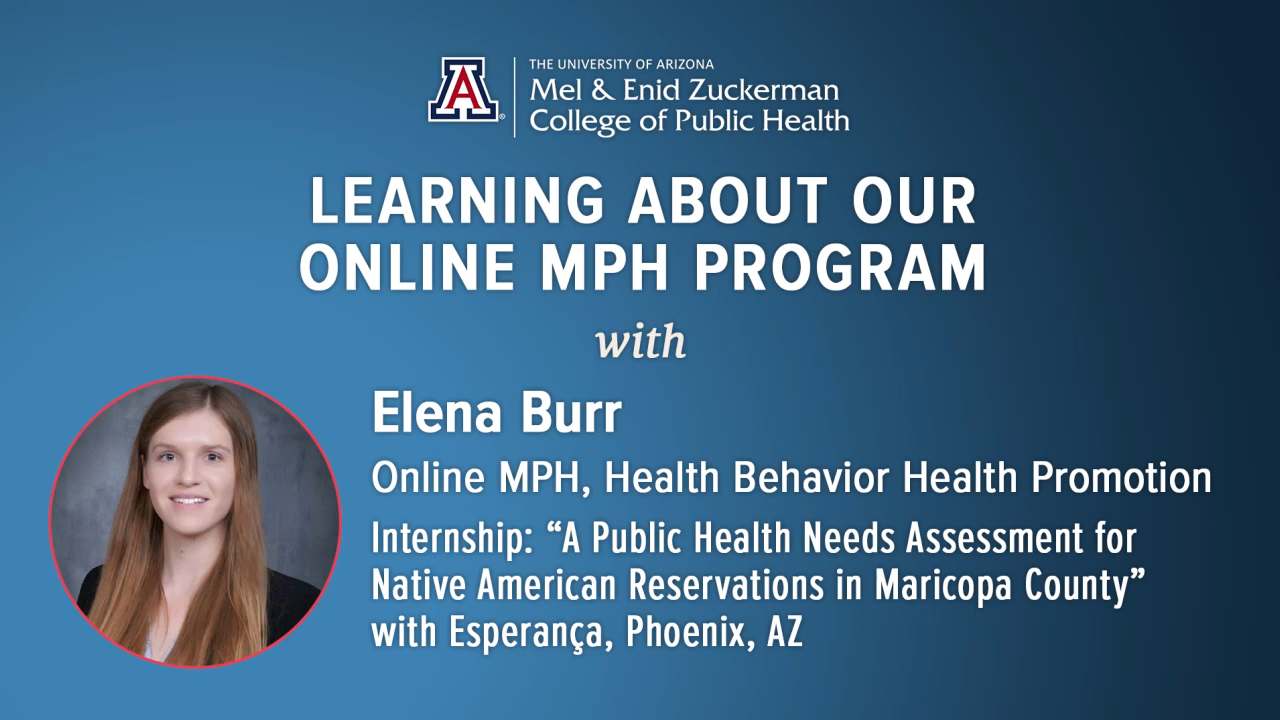 A
THE UNIVERSITY OF ARIZONA
Mel & Enid Zuckerman
College of Public Health
LEARNING ABOUT OUR
ONLINE MPH PROGRAM
with
Elena Burr
Online MPH, Health Behavior Health Promotion
Internship: “A Public Health Needs Assessment for
Native American Reservations in Maricopa County”
with Esperança, Phoenix, AZ